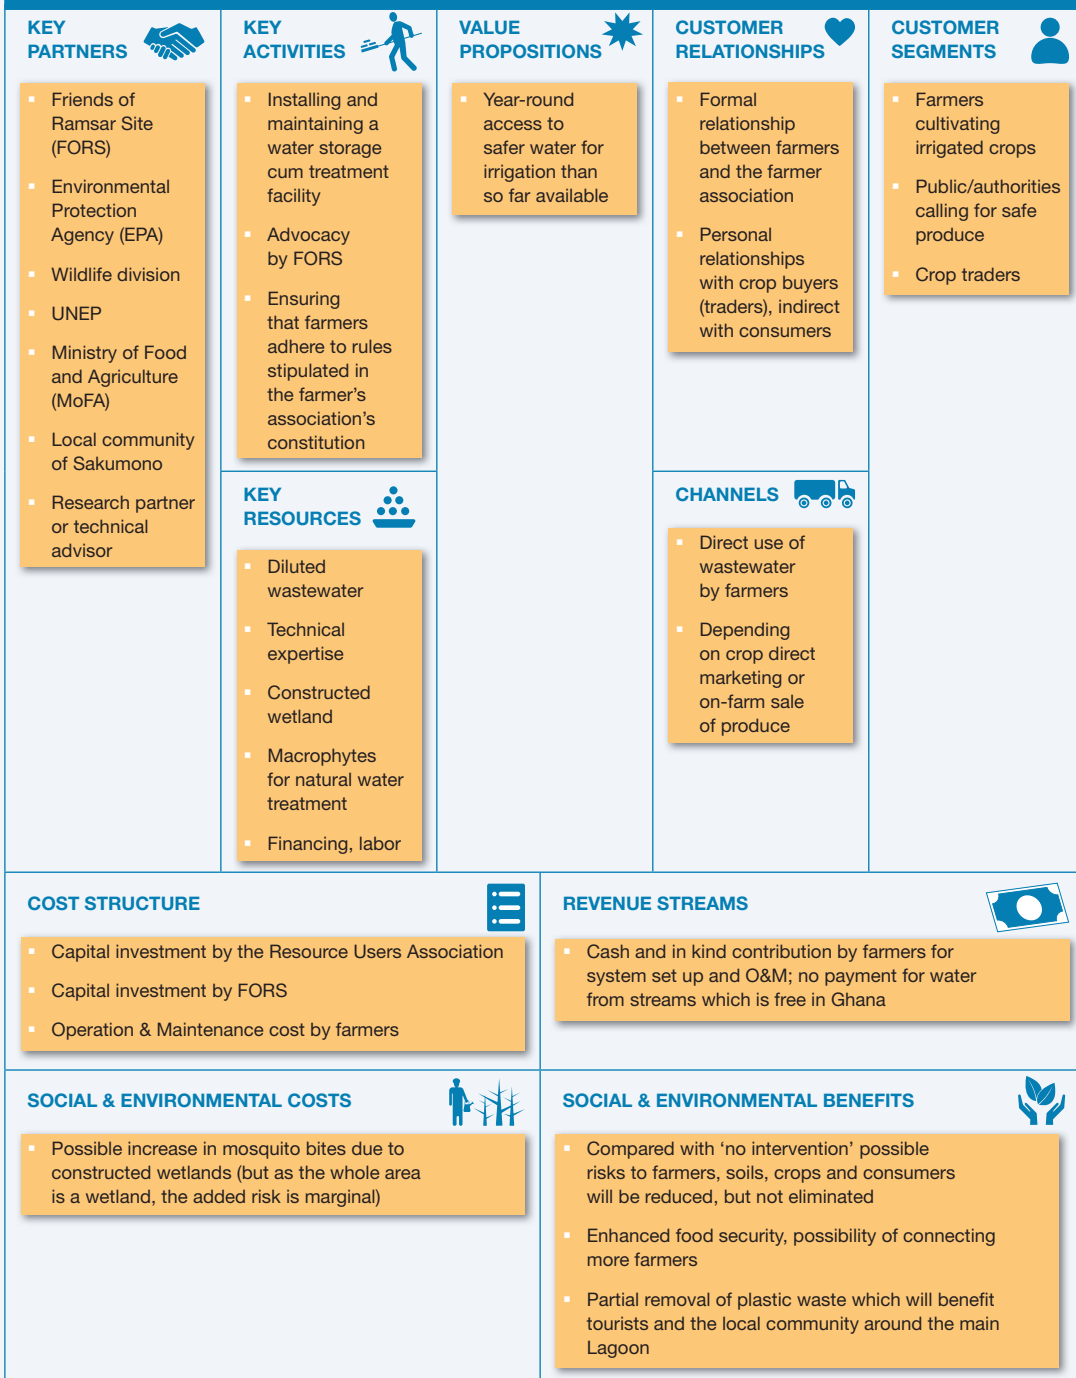 KEY
PARTNERS
Friends of
Ramsar Site
(FORS)
Environmental
Protection
Agency (EPA)
Wildlife division
UNEP
Ministry of Food
and Agriculture
(MoFA)
Local community
of Sakumono
Research partner
or technical
advisor
KEY
ACTIVITIES
Installing and
maintaining a
water storage
cum treatment
facility
Advocacy
by FORS
Ensuring
that farmers
adhere to rules
stipulated in
the farmer's
association's
constitution
KEY
RESOURCES
Diluted
wastewater
Technical
expertise
Constructed
wetland
Macrophytes
for natural water
treatment
Financing, labor
VALUE
PROPOSITIONS
Year-round
access to
safer water for
irrigation than
so far available
CUSTOMER
RELATIONSHIPS
Formal
relationship
between farmers
and the farmer
association
Personal
relationships
with crop buyers
(traders), indirect
with consumers
CHANNELS
Direct use of
wastewater
by farmers
Depending
on crop direct
marketing or
on-farm sale
of produce
CUSTOMER
SEGMENTS
Farmers
cultivating
irrigated crops
Public/authorities
calling for safe
produce
Crop traders
COST STRUCTURE
Capital investment by the Resource Users Association
Capital investment by FORS
Operation & Maintenance cost by farmers
REVENUE STREAMS
Cash and in kind contribution by farmers for
system set up and O&M; no payment for water
from streams which is free in Ghana
SOCIAL & ENVIRONMENTAL COSTS
Possible increase in mosquito bites due to
constructed wetlands (but as the whole area
is a wetland, the added risk is marginal)
SOCIAL & ENVIRONMENTAL BENEFITS
Compared with 'no intervention' possible
risks to farmers, soils, crops and consumers
will be reduced, but not eliminated
Enhanced food security, possibility of connecting
more farmers
Partial removal of plastic waste which will benefit
tourists and the local community around the main
Lagoon